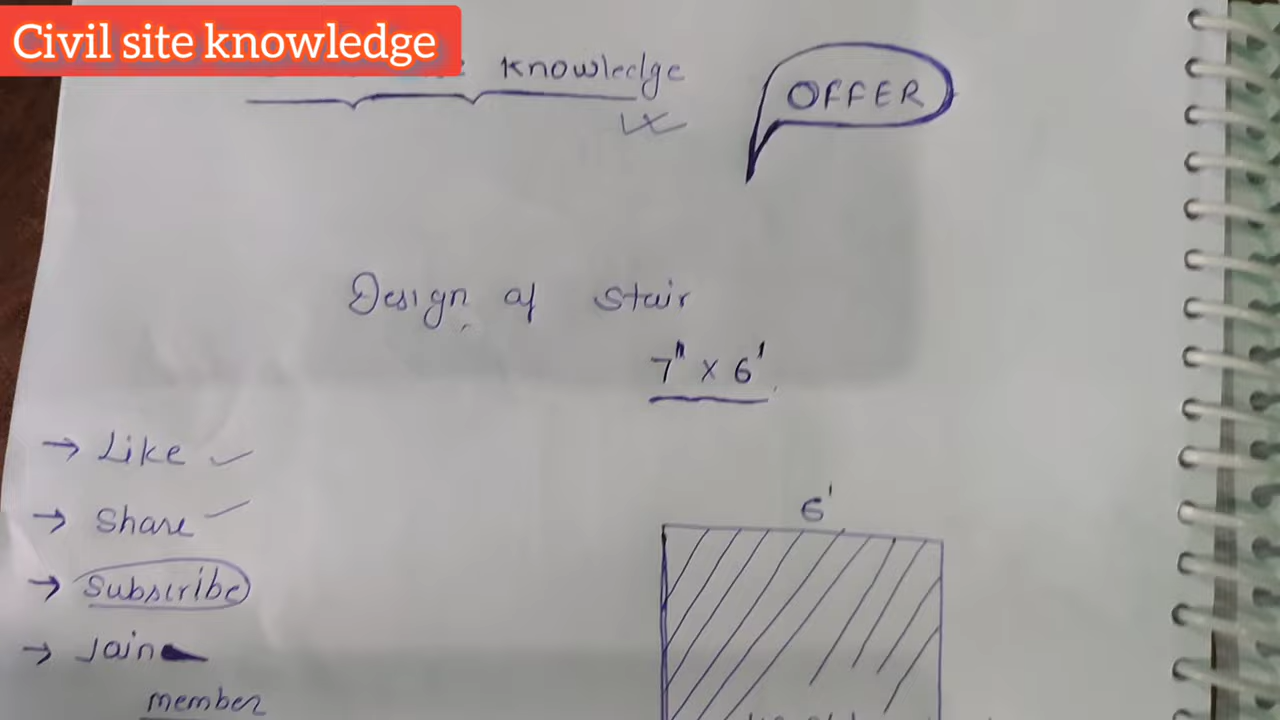 Civil site knowledge
Knowledge
OFFER
Design of Stair
7" x 6'
→ Like ✓
→ Share ✓
→ Subscribe
→ Join
member
6'